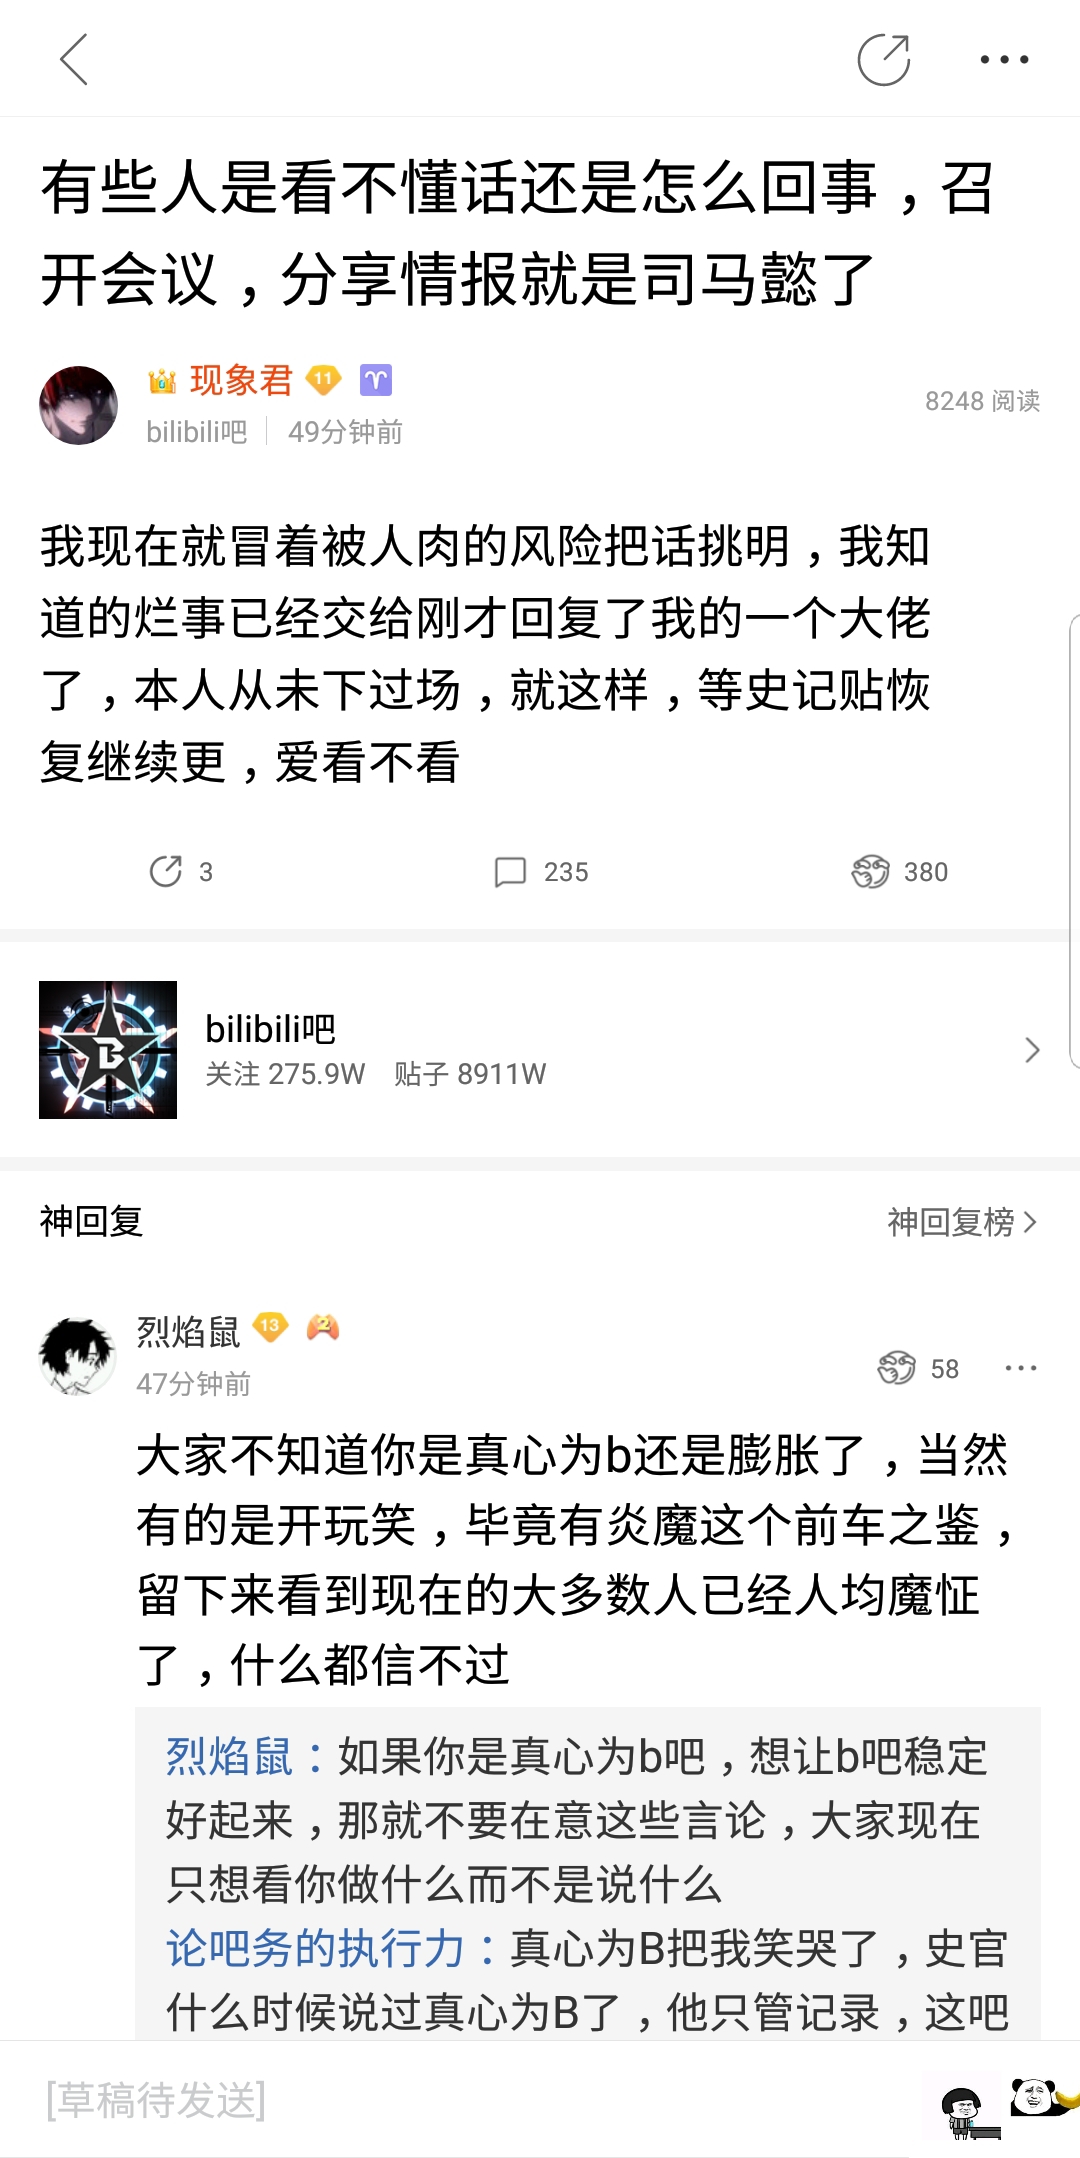 有些人是看不懂话还是怎么回事，召
开会议，分享情报就是司马懿了
现象君 11
8248 阅读
bilibili吧 49分钟前
我现在就冒着被人肉的风险把话挑明，我知
道的烂事已经交给刚才回复了我的一个大佬
了，本人从未下过场，就这样，等史记贴恢
复继续更，爱看不看
3 235 380
B
bilibili吧
关注 275.9W 贴子 8911W
神回复 神回复榜
烈焰鼠 13 2
47分钟前 58
大家不知道你是真心为b还是膨胀了，当然
有的是开玩笑，毕竟有炎魔这个前车之鉴，
留下来看到现在的大多数人已经人均魔怔
了，什么都信不过
烈焰鼠：如果你是真心为b吧，想让b吧稳定
好起来，那就不要在意这些言论，大家现在
只想看你做什么而不是说什么
论吧务的执行力：真心为B把我笑哭了，史官
什么时候说过真心为B了，他只管记录，这吧
[草稿待发送]